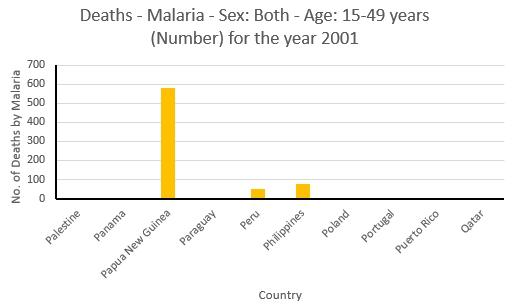 Deaths - Malaria - Sex: Both - Age: 15-49 years
(Number) for the year 2001
No. of Deaths by Malaria
700
600
500
400
300
200
100
0
Palestine
Panama
Papua New Guinea
Paraguay
Peru
Philippines
Poland
Portugal
Puerto Rico
Qatar
Country